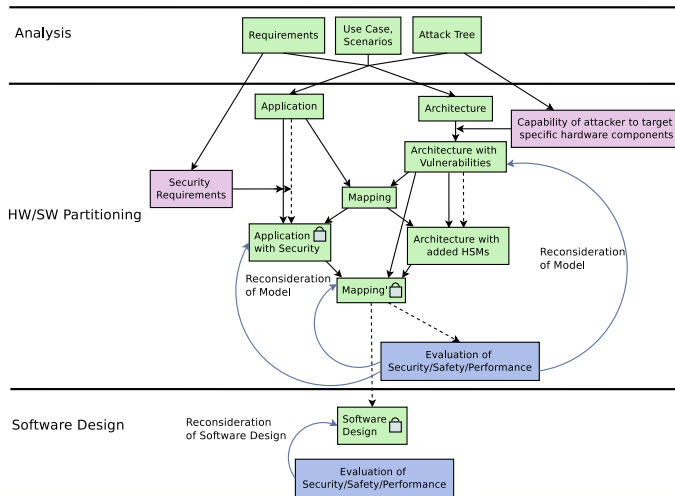 Analysis
Requirements
Use Case,
Scenarios
Attack Tree
Application
Architecture
Capability of attacker to target
specific hardware components
Architecture with
Vulnerabilities
Security
Requirements
Mapping
HW/SW Partitioning
Application
with Security
Architecture with
added HSMs
Reconsideration
of Model
Reconsideration
of Model
Mapping'
Evaluation of
Security/Safety/Performance
Software Design
Reconsideration
of Software Design
Software
Design
Evaluation of
Security/Safety/Performance